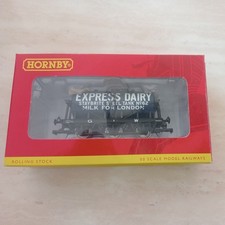 HORNBY
EXPRESS DAIRY
MILK FOR LONDON
ROLLING STOCK
00 SCALE MODEL RAILWAYS